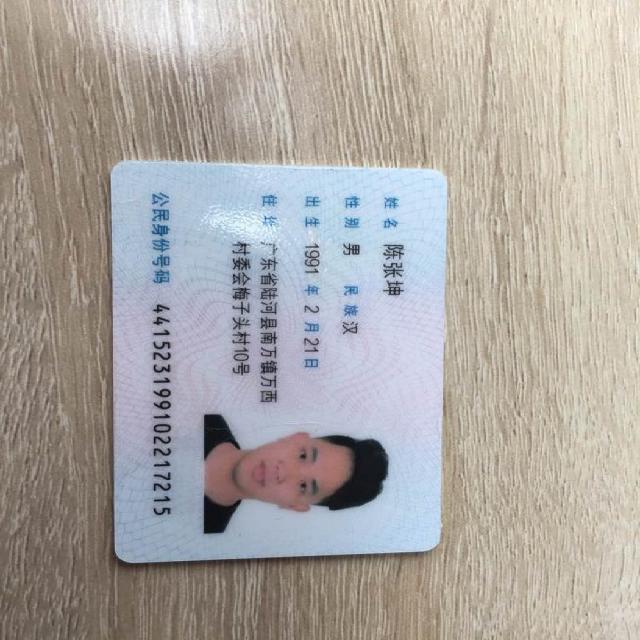 姓名 陈张坤
性别 男 民族 汉
出生 1991 年 2 月 21日
住址 广东省陆河县南万镇万西
村委会梅子头村10号
公民身份号码 441523199102217215